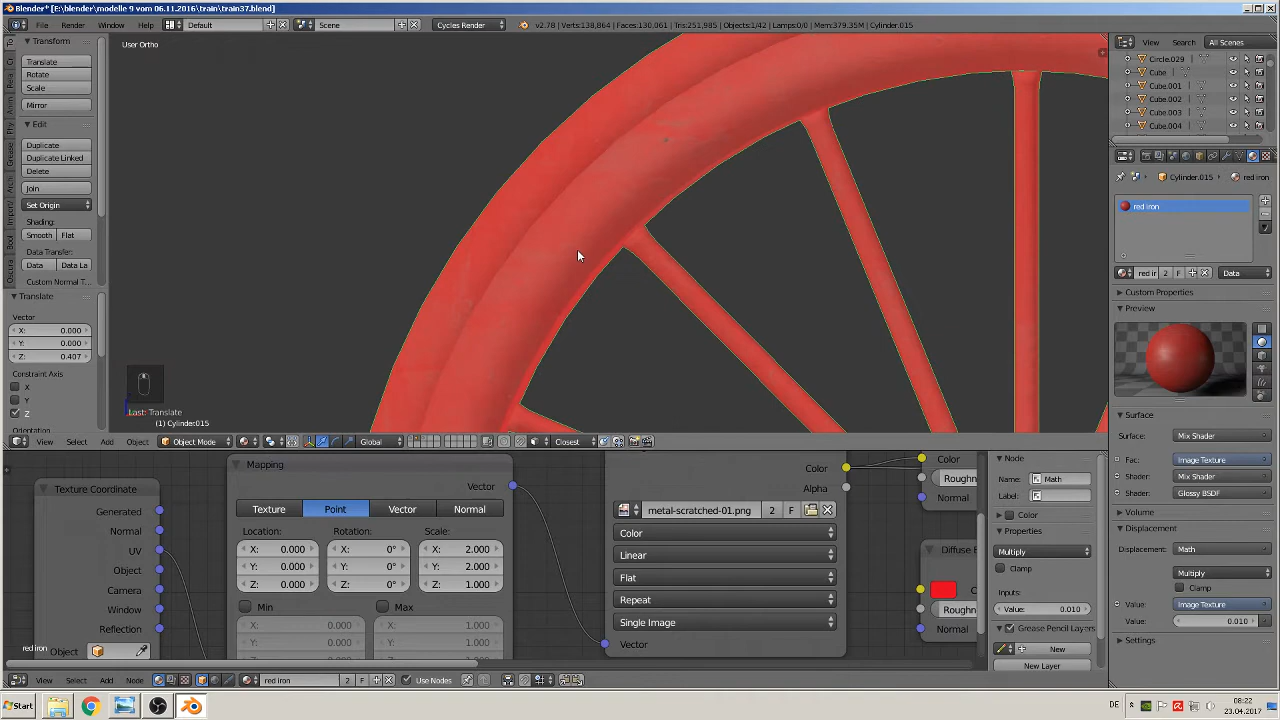 Blender* [E:\blender\modelle 9 vom 06.11.2016\train\train37.blend]
File Render Window Help Default Scene Cycles Render v2.78 | Verts:138,864 | Faces:130,061 | Tris:251,985 | Objects:1/42 | Lamps:0/0 | Mem:379.35M | Cylinder.015
Transform
Translate
Rotate
Scale
Mirror
Edit
Duplicate
Duplicate Linked
Delete
Join
Set Origin
Shading:
Smooth Flat
Data Transfer:
Data Data La
Custom Normal T
Translate
Vector
X: 0.000
Y: 0.000
Z: 0.407
Constraint Axis
X
Y
Z
Orientation
User Ortho
Last: Translate
(1) Cylinder.015
View Select Add Object Object Mode Global Closest
View Search All Scenes
Circle.029
Cube
Cube.001
Cube.002
Cube.003
Cube.004
Cylinder.015 red iron
red iron
red ir 2 F Data
Custom Properties
Preview
Surface
Surface: Mix Shader
Fac: Image Texture
Shader: Mix Shader
Shader: Glossy BSDF
Volume
Displacement
Displacement: Math
Multiply
Clamp
Value: Image Texture
Value: 0.010
Settings
Texture Coordinate
Generated
Normal
UV
Object
Camera
Window
Reflection
Object
red iron
Mapping
Vector
Texture Point Vector Normal
Location: Rotation: Scale:
X: 0.000 X: 0° X: 2.000
Y: 0.000 Y: 0° Y: 2.000
Z: 0.000 Z: 0° Z: 1.000
Min Max
X: 0.000 X: 1.000
Y: 0.000 Y: 1.000
Color
Alpha
metal-scratched-01.png 2 F
Color
Linear
Flat
Repeat
Single Image
Vector
Color
Roughn
Normal
Diffuse B
Roughn
Normal
Node
Name: Math
Label:
Color
Properties
Multiply
Clamp
Inputs:
Value: 0.010
Grease Pencil Layers
New
New Layer
View Select Add Node red iron 2 F Use Nodes
Start DE 08:22
23.04.2017